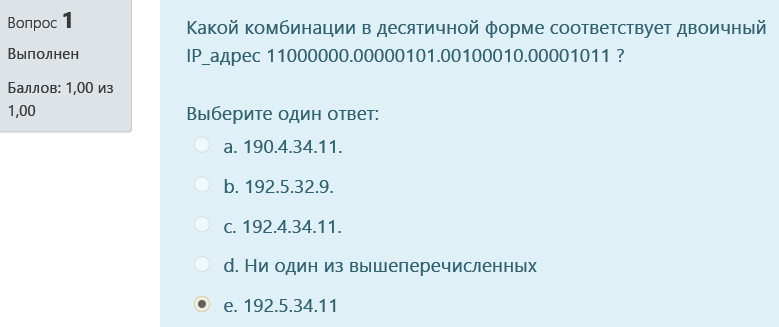 Вопрос 1
Выполнен
Баллов: 1,00 из
1,00
Какой комбинации в десятичной форме соответствует двоичный
IP_адрес 11000000.00000101.00100010.00001011 ?
Выберите один ответ:
a. 190.4.34.11.
b. 192.5.32.9.
c. 192.4.34.11.
d. Ни один из вышеперечисленных
e. 192.5.34.11